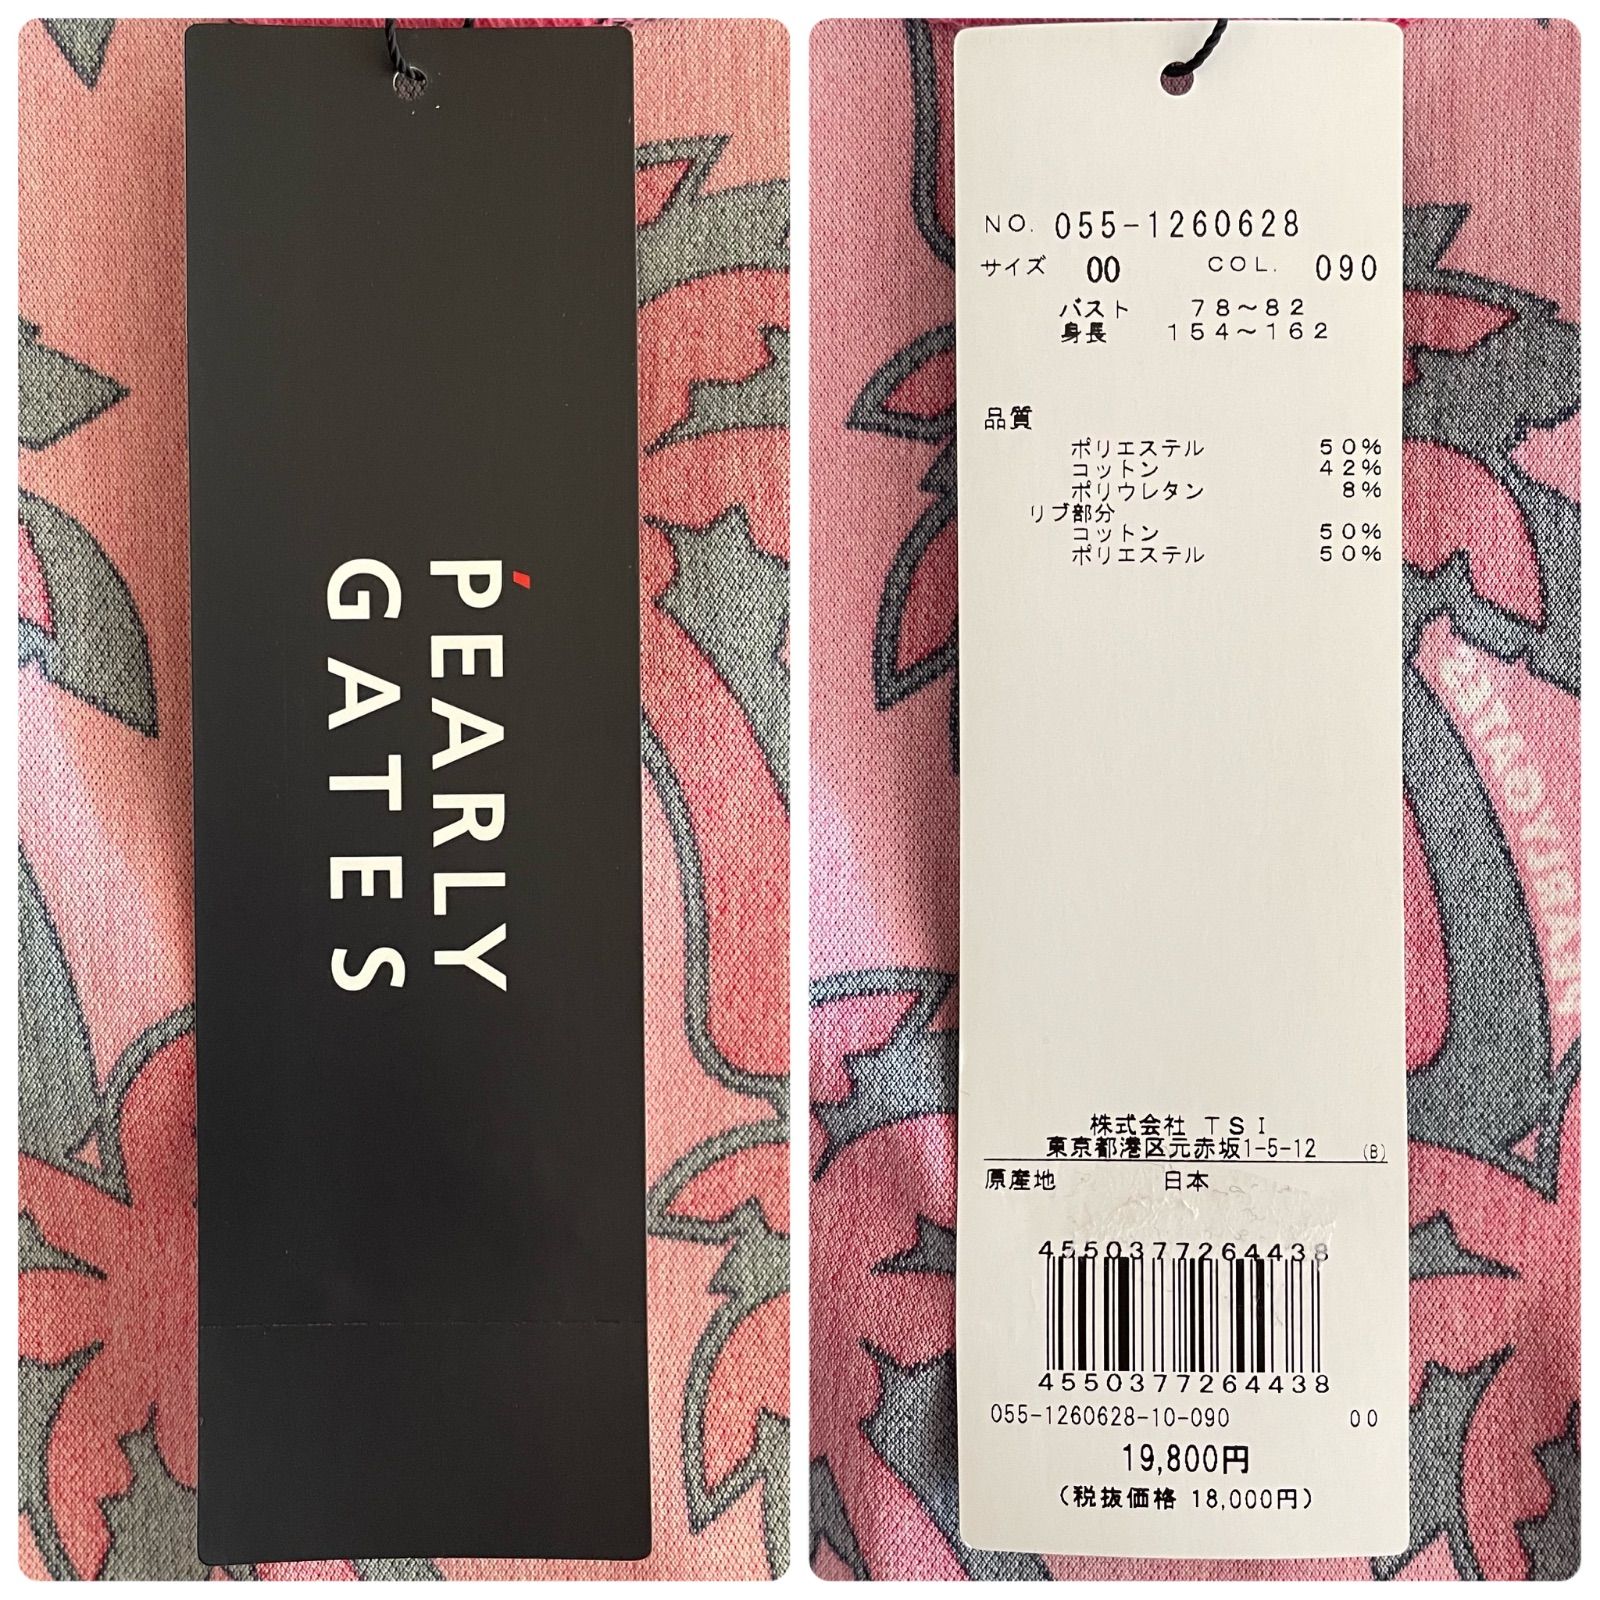 PEARLY
GATES
NO. 055-1260628
サイズ 00 COL. 090
バスト 78～82
身長 154～162
品質
ポリエステル 50%
コットン 42%
ポリウレタン 8%
リブ部分
コットン 50%
ポリエステル 50%
株式会社 TSI
東京都港区元赤坂1-5-12 (B)
原産地 日本
4550377264438
4550377264438
055-1260628-10-090 00
19,800円
(税抜価格 18,000円)
PEARLYGATES